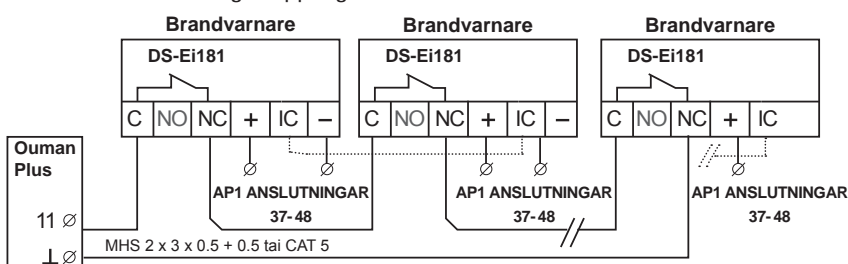 Brandvarnare Brandvarnare Brandvarnare
DS-Ei181 DS-Ei181 DS-Ei181
C NO NC + IC – C NO NC + IC – C NO NC + IC
Ouman
Plus
AP1 ANSLUTNINGAR AP1 ANSLUTNINGAR AP1 ANSLUTNINGAR
37-48 37-48 37-48
11
MHS 2 x 3 x 0.5 + 0.5 tai CAT 5
⊥